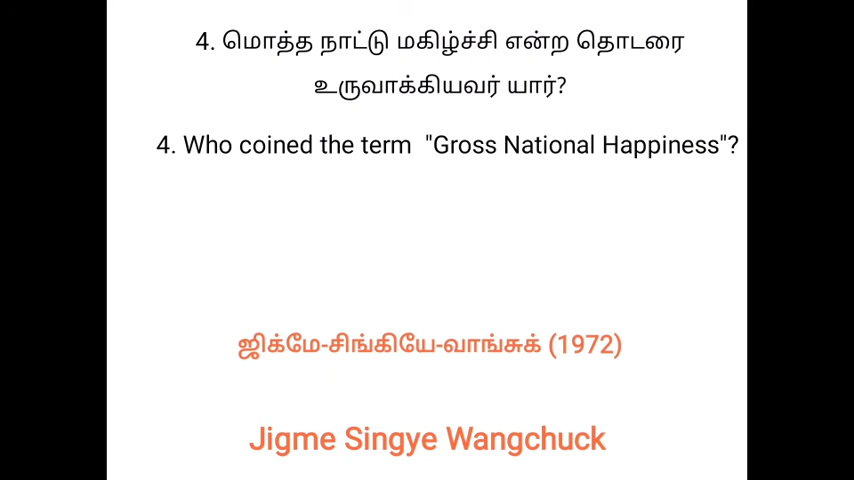 4. மொத்த நாட்டு மகிழ்ச்சி என்ற தொடரை
உருவாக்கியவர் யார்?
4. Who coined the term "Gross National Happiness"?
ஜிக்மே-சிங்கியே-வாங்சுக் (1972)
Jigme Singye Wangchuck